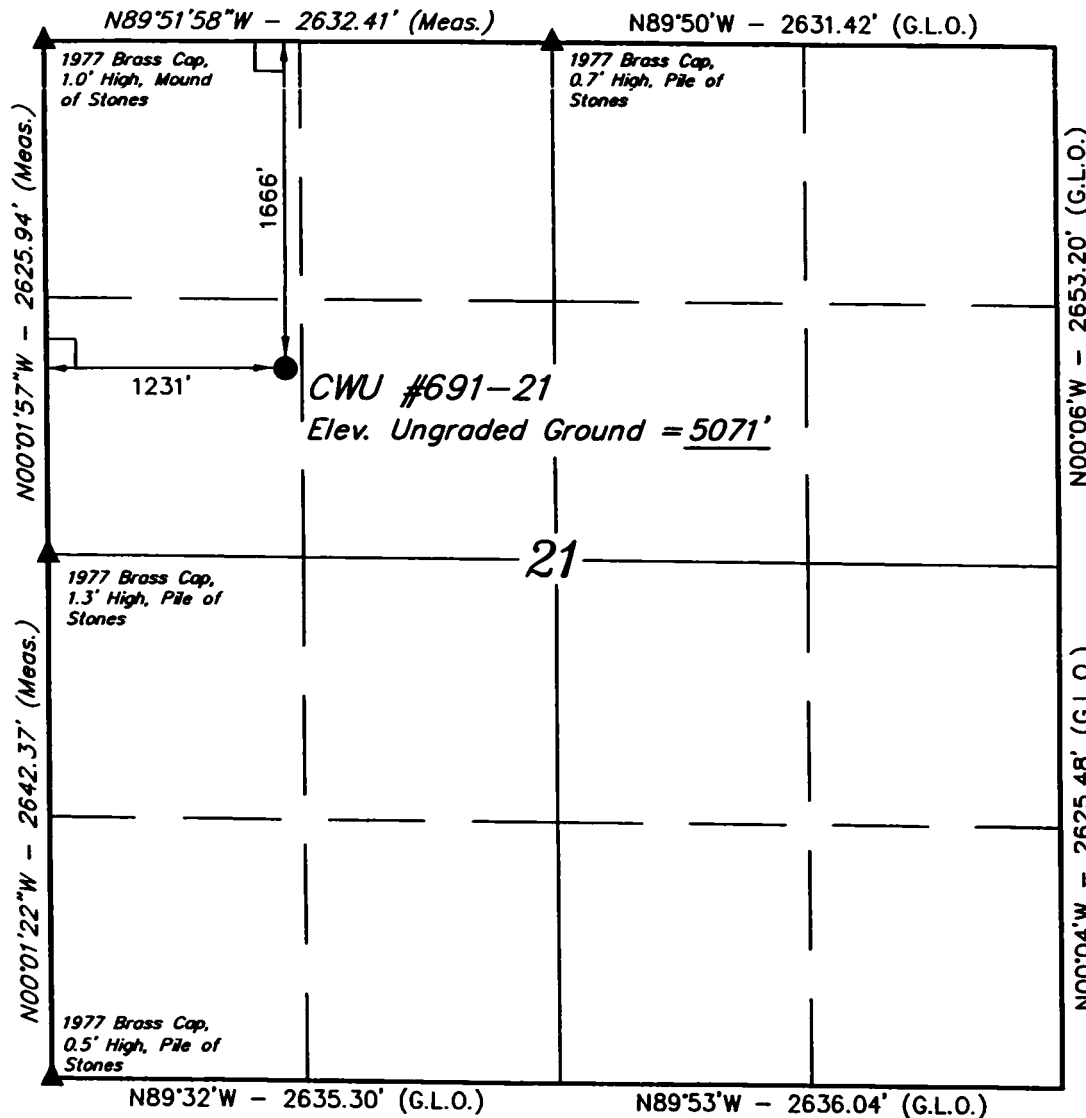 N89°51'58"W - 2632.41' (Meas.)
N89°50'W - 2631.42' (G.L.O.)
1977 Brass Cap,
1.0' High, Mound
of Stones
1977 Brass Cap,
0.7' High, Pile of
Stones
N00°01'57"W - 2625.94' (Meas.)
1666'
N00°06'W - 2653.20' (G.L.O.)
1231'
CWU #691-21
Elev. Ungraded Ground = 5071'
21
1977 Brass Cap,
1.3' High, Pile of
Stones
N00°01'22"W - 2642.37' (Meas.)
N00°04'W - 2625.48' (G.L.O.)
1977 Brass Cap,
0.5' High, Pile of
Stones
N89°32'W - 2635.30' (G.L.O.)
N89°53'W - 2636.04' (G.L.O.)